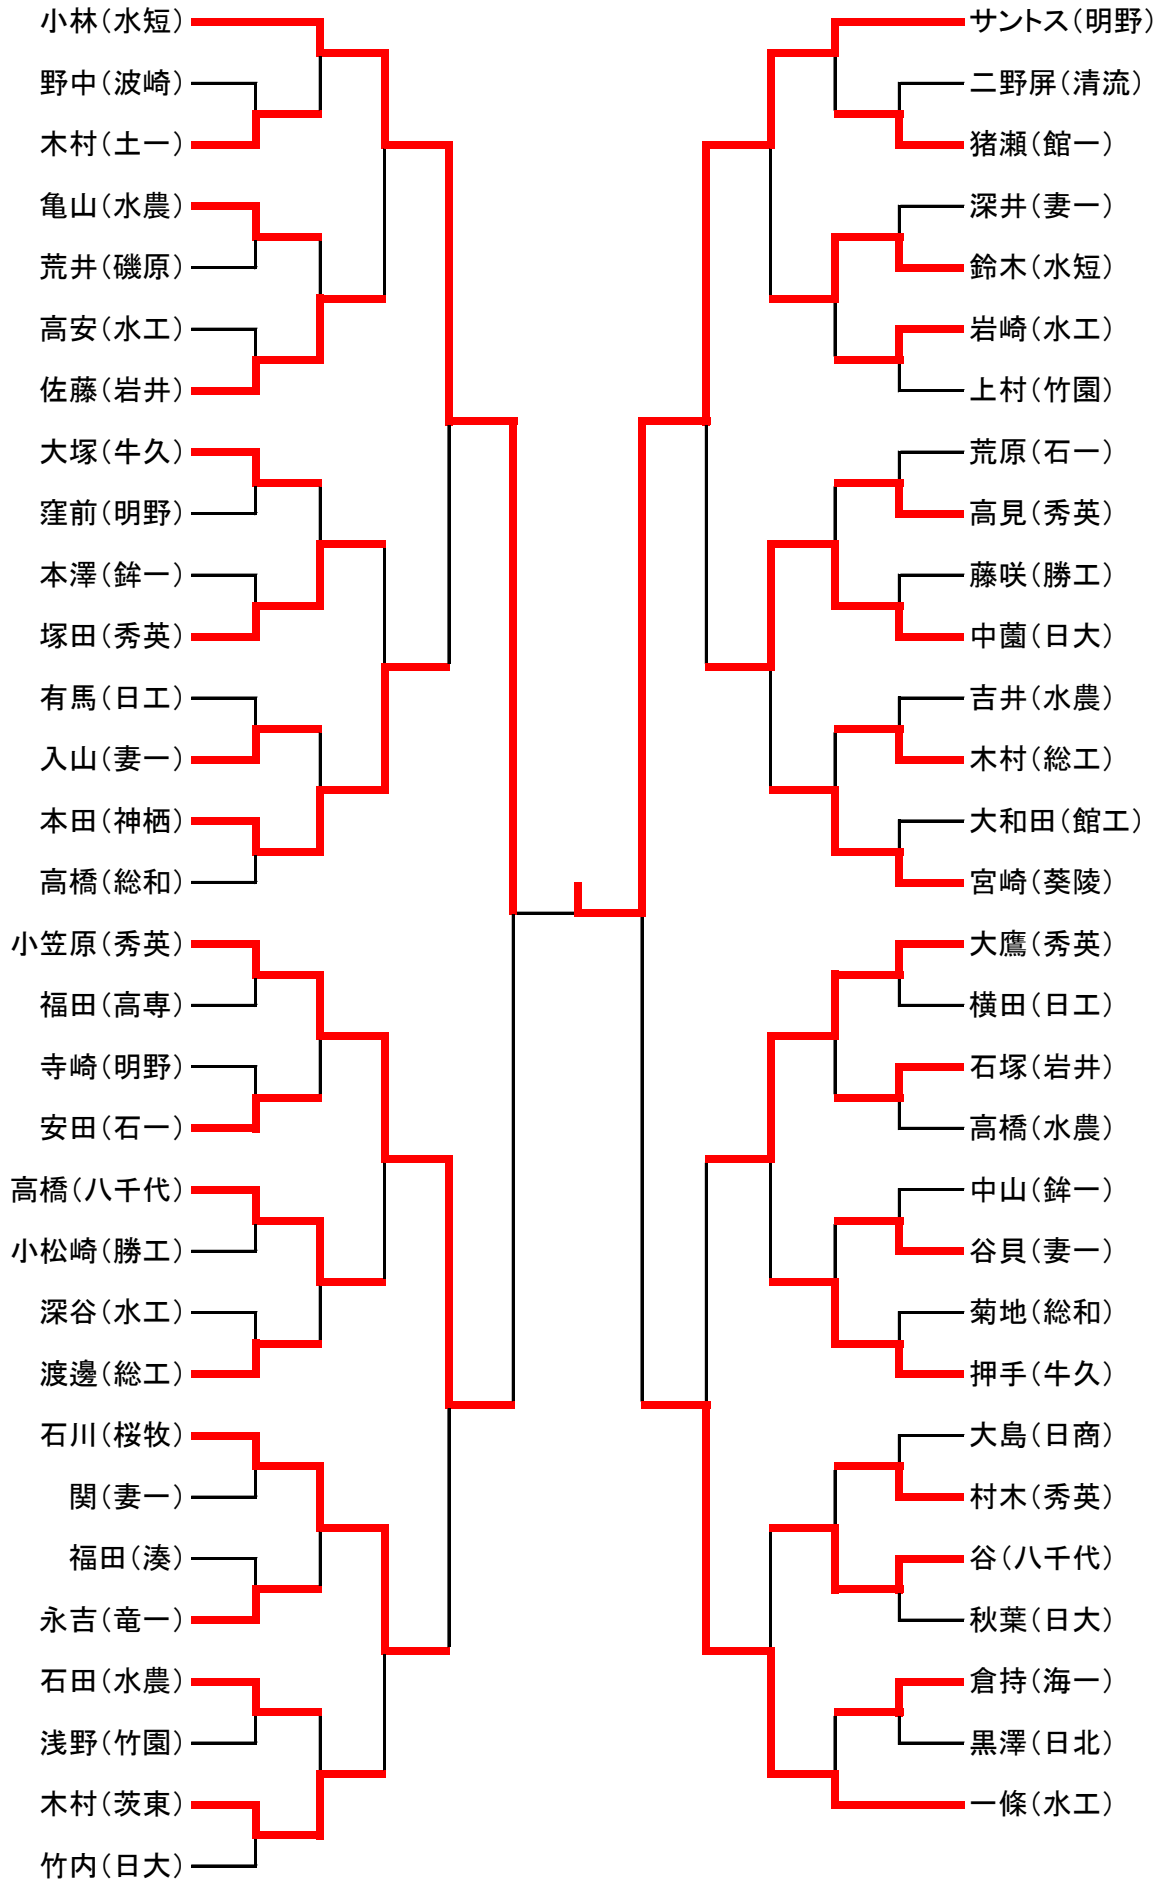 小林(水短)
野中(波崎)
木村(土一)
亀山(水農)
荒井(磯原)
高安(水工)
佐藤(岩井)
大塚(牛久)
窪前(明野)
本澤(鉾一)
塚田(秀英)
有馬(日工)
入山(妻一)
本田(神栖)
高橋(総和)
小笠原(秀英)
福田(高専)
寺崎(明野)
安田(石一)
高橋(八千代)
小松崎(勝工)
深谷(水工)
渡邊(総工)
石川(桜牧)
関(妻一)
福田(湊)
永吉(竜一)
石田(水農)
浅野(竹園)
木村(茨東)
竹内(日大)
サントス(明野)
二野屏(清流)
猪瀬(館一)
深井(妻一)
鈴木(水短)
岩崎(水工)
上村(竹園)
荒原(石一)
高見(秀英)
藤咲(勝工)
中薗(日大)
吉井(水農)
木村(総工)
大和田(館工)
宮崎(葵陵)
大鷹(秀英)
横田(日工)
石塚(岩井)
高橋(水農)
中山(鉾一)
谷貝(妻一)
菊地(総和)
押手(牛久)
大島(日商)
村木(秀英)
谷(八千代)
秋葉(日大)
倉持(海一)
黒澤(日北)
一條(水工)